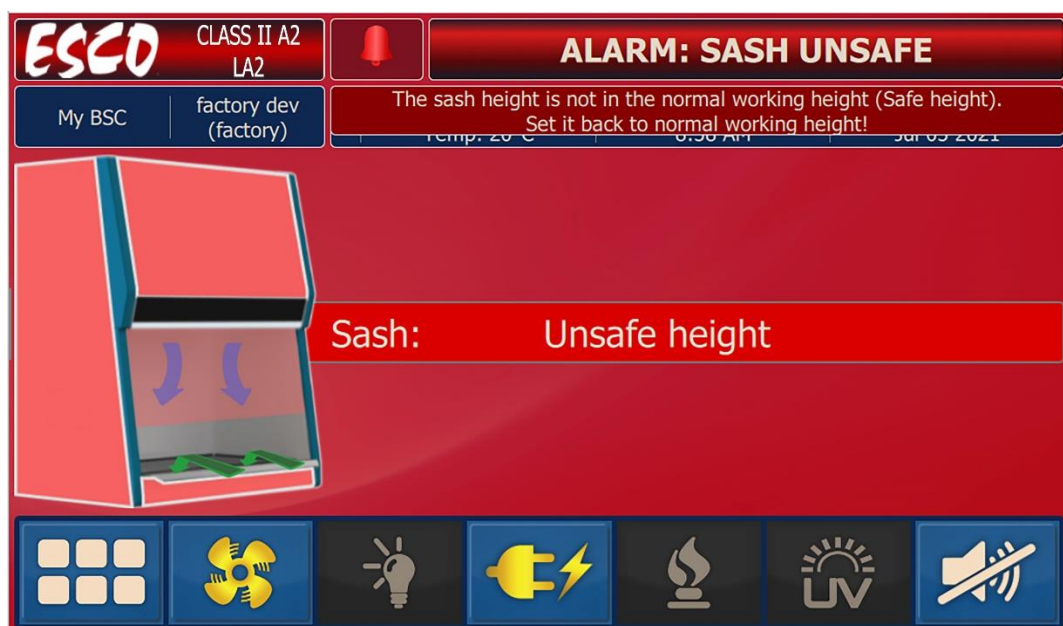 ESCO
CLASS II A2
LA2
ALARM: SASH UNSAFE
My BSC
factory dev
(factory)
The sash height is not in the normal working height (Safe height).
Set it back to normal working height!
Sash: Unsafe height
UV